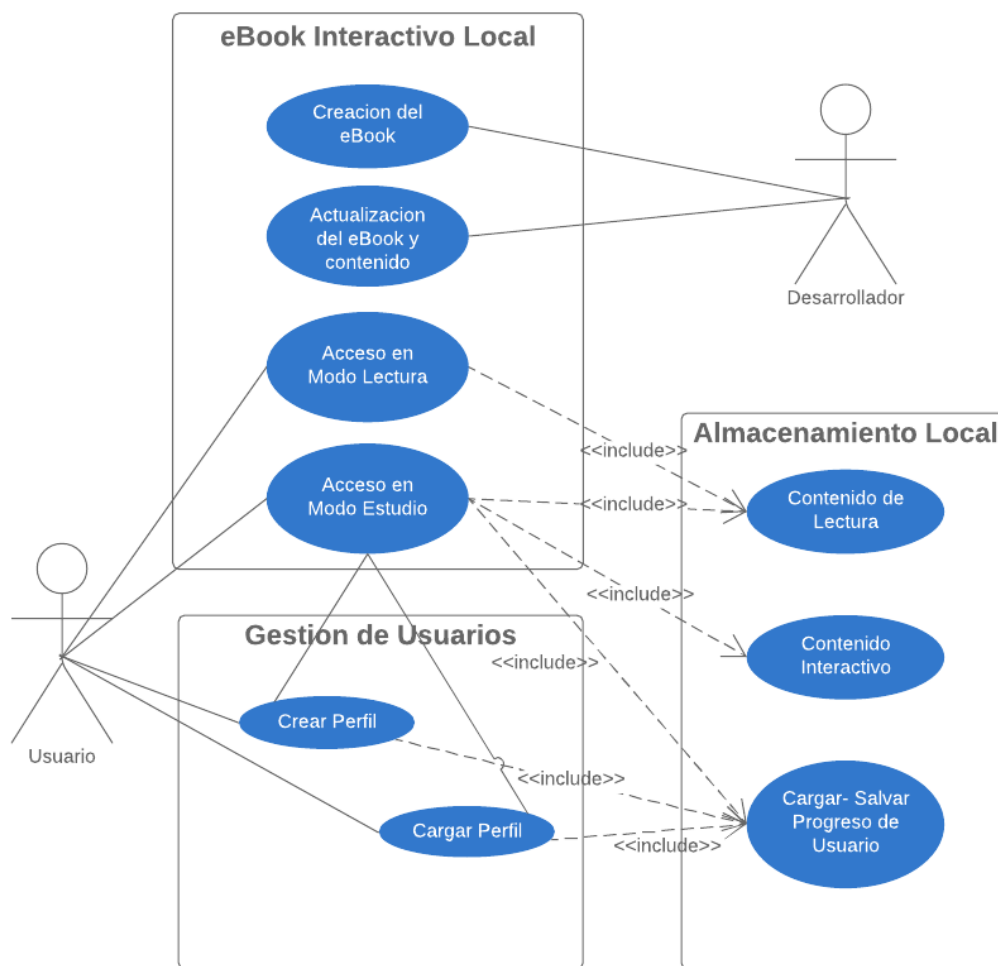 eBook Interactivo Local
Creacion del
eBook
Actualizacion
del eBook y
contenido
Desarrollador
Acceso en
Modo Lectura
Almacenamiento Local
<<include>>
Acceso en
Modo Estudio
<<include>>
Contenido de
Lectura
<<include>>
Gestion de Usuarios
<<include>>
Contenido
Interactivo
Usuario
Crear Perfil
<<include>>
Cargar Perfil
<<include>>
Cargar- Salvar
Progreso de
Usuario